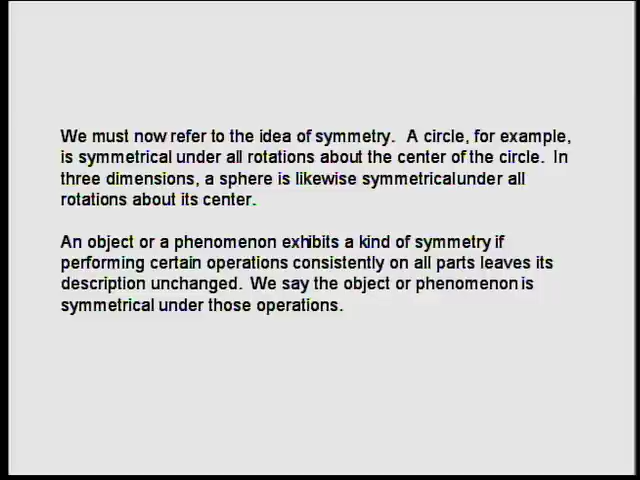 We must now refer to the idea of symmetry. A circle, for example,
is symmetrical under all rotations about the center of the circle. In
three dimensions, a sphere is likewise symmetrical under all
rotations about its center.
An object or a phenomenon exhibits a kind of symmetry if
performing certain operations consistently on all parts leaves its
description unchanged. We say the object or phenomenon is
symmetrical under those operations.